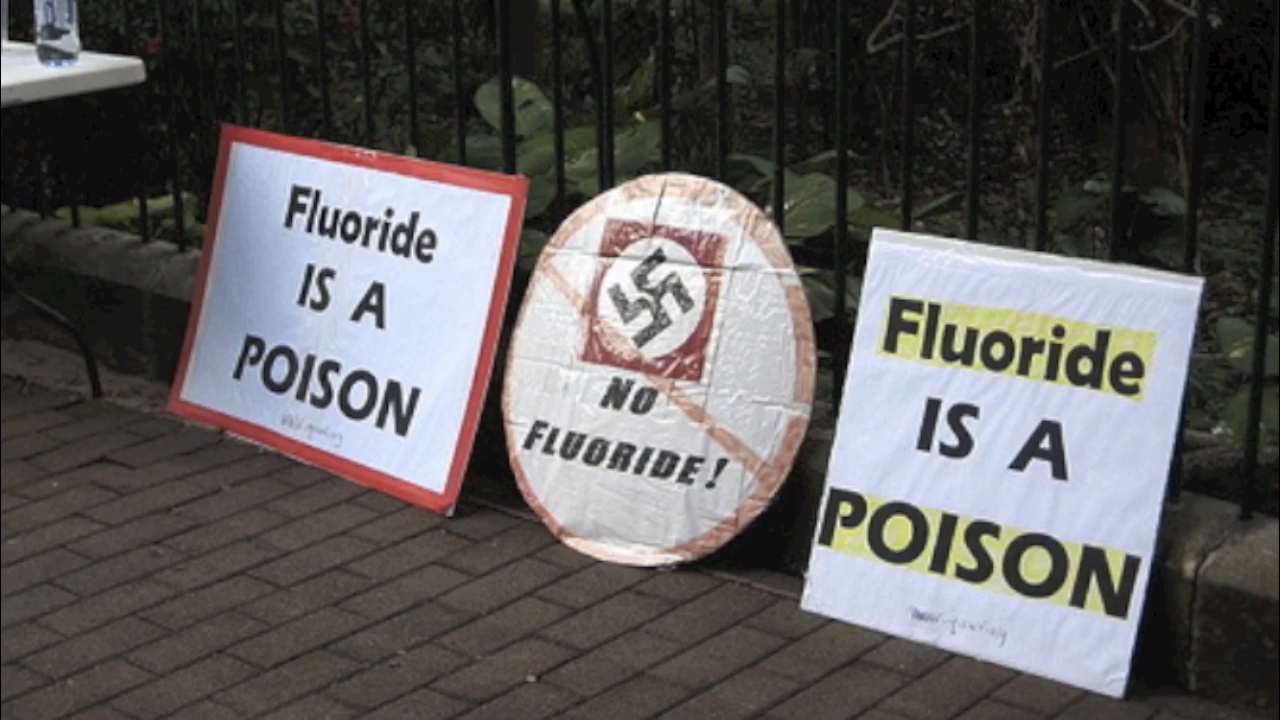 Fluoride
IS A
POISON
NO
FLUORIDE!
Fluoride
IS A
POISON